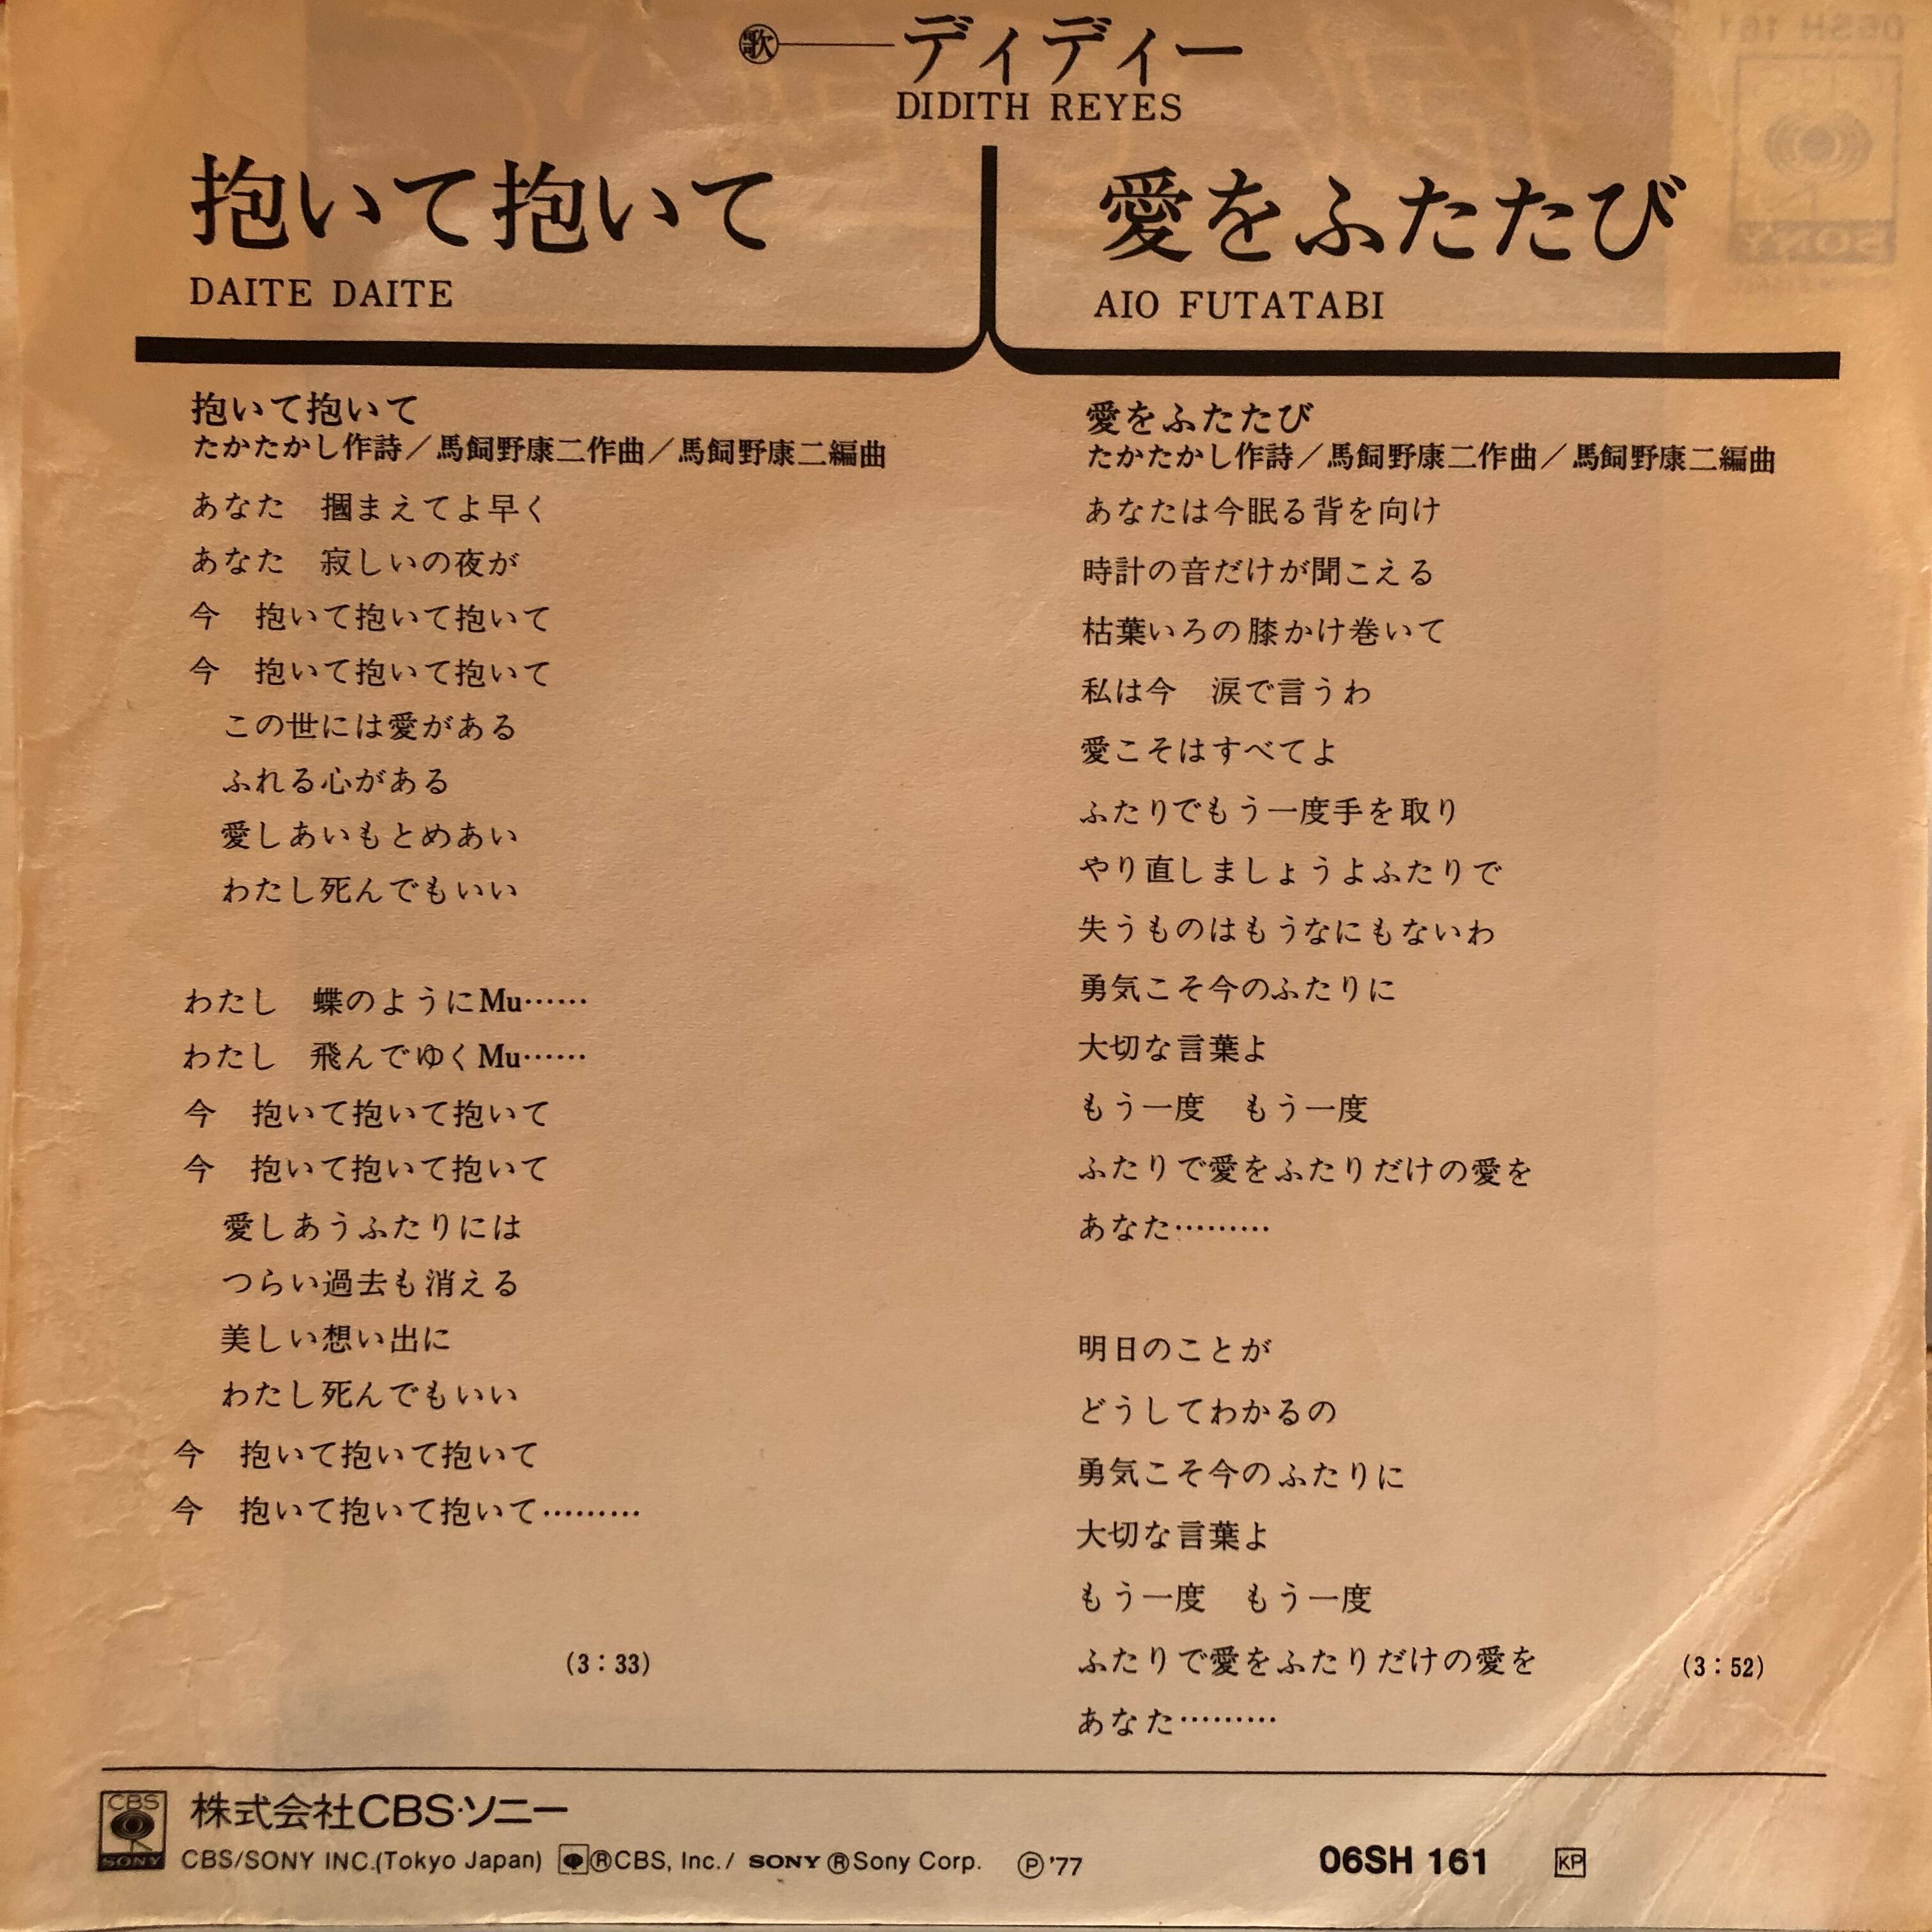 歌――ディディー
DIDITH REYES
抱いて抱いて
DAITE DAITE
愛をふたたび
AIO FUTATABI
抱いて抱いて
たかたかし作詩／馬飼野康二作曲／馬飼野康二編曲
あなた　摑まえてよ早く
あなた　寂しいの夜が
今　抱いて抱いて抱いて
今　抱いて抱いて抱いて
この世には愛がある
ふれる心がある
愛しあいもとめあい
わたし死んでもいい
わたし　蝶のようにMu……
わたし　飛んでゆくMu……
今　抱いて抱いて抱いて
今　抱いて抱いて抱いて
愛しあうふたりには
つらい過去も消える
美しい想い出に
わたし死んでもいい
今　抱いて抱いて抱いて
今　抱いて抱いて抱いて………
(3：33)
愛をふたたび
たかたかし作詩／馬飼野康二作曲／馬飼野康二編曲
あなたは今眠る背を向け
時計の音だけが聞こえる
枯葉いろの膝かけ巻いて
私は今　涙で言うわ
愛こそはすべてよ
ふたりでもう一度手を取り
やり直しましょうよふたりで
失うものはもうなにもないわ
勇気こそ今のふたりに
大切な言葉よ
もう一度　もう一度
ふたりで愛をふたりだけの愛を
あなた………
明日のことが
どうしてわかるの
勇気こそ今のふたりに
大切な言葉よ
もう一度　もう一度
ふたりで愛をふたりだけの愛を
(3：52)
あなた………
CBS
SONY
株式会社CBS・ソニー
CBS/SONY INC.(Tokyo Japan) ®CBS, Inc./ SONY ®Sony Corp. ℗'77
06SH 161 KP